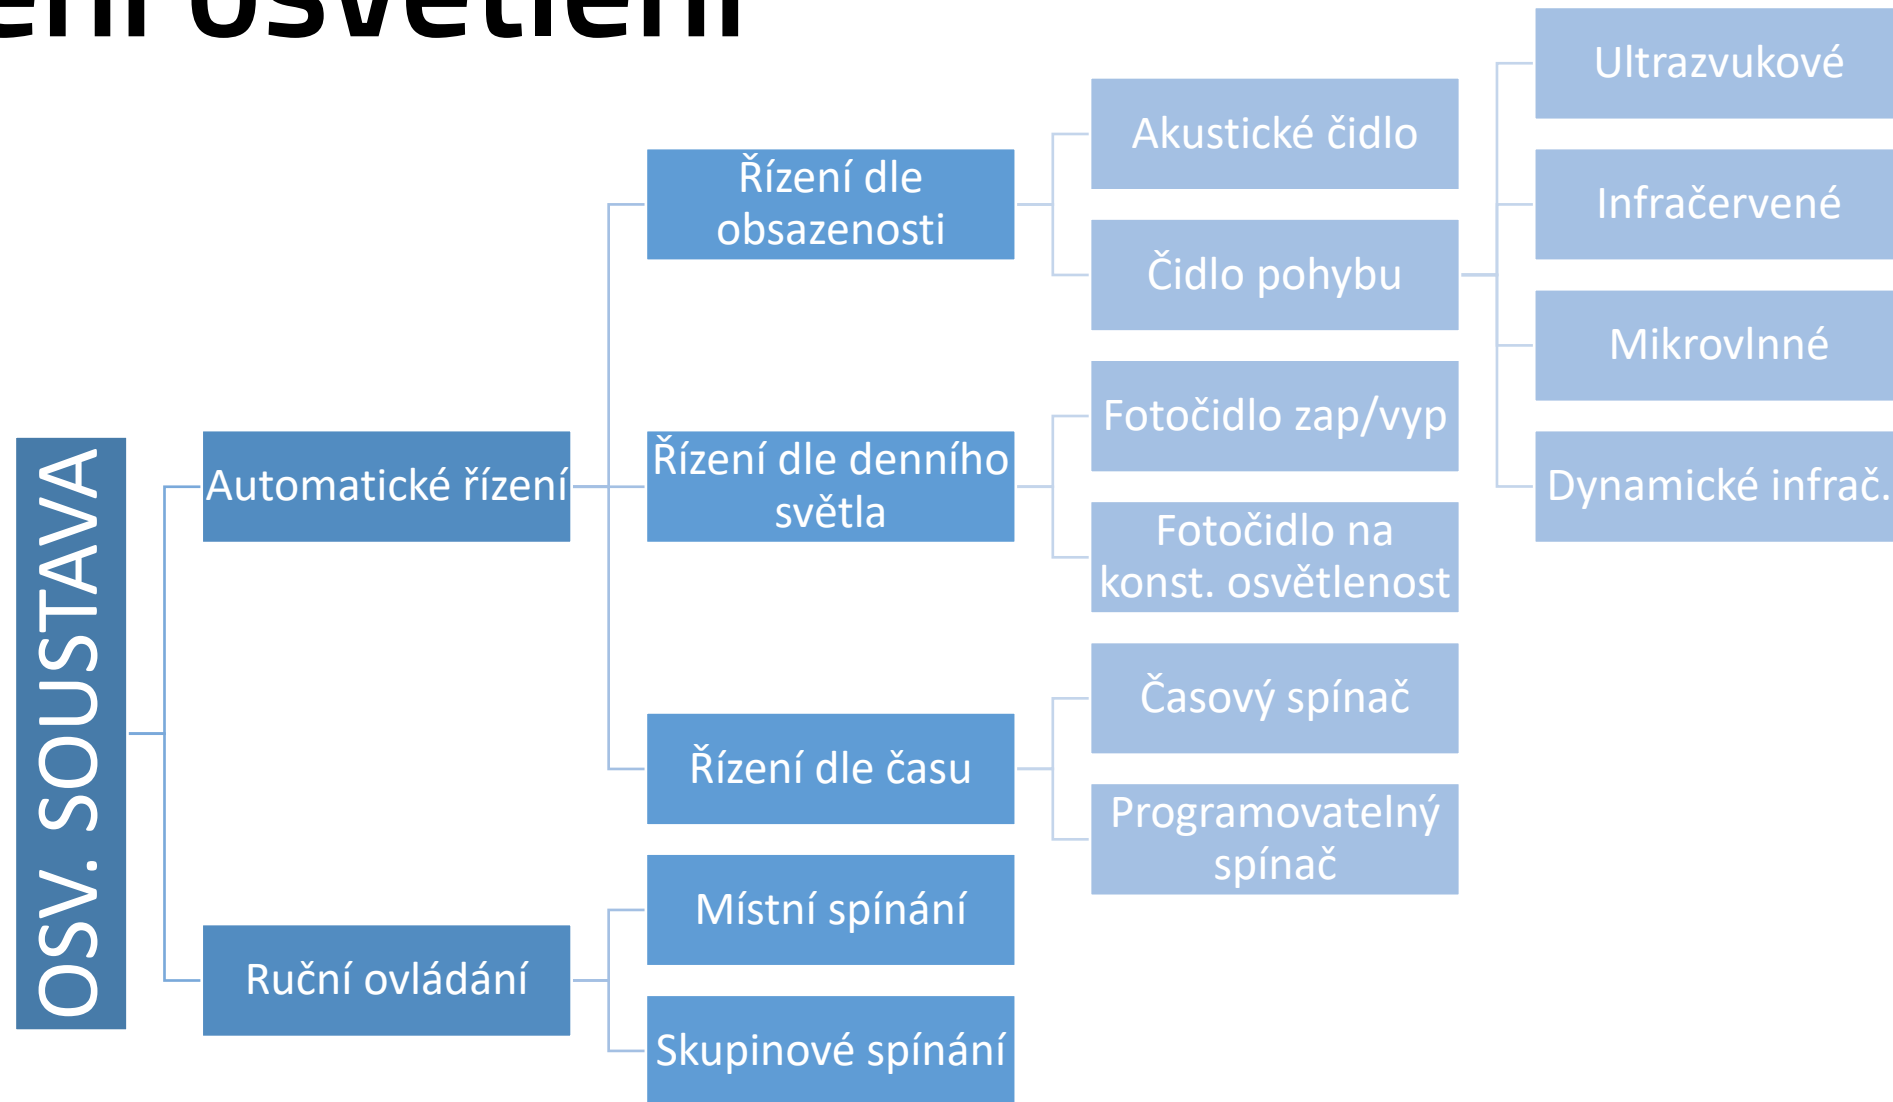 ení osvětlení
OSV. SOUSTAVA
Automatické řízení
Řízení dle
obsazenosti
Akustické čidlo
Čidlo pohybu
Ultrazvukové
Infračervené
Mikrovlnné
Dynamické infrač.
Řízení dle denního
světla
Fotočidlo zap/vyp
Fotočidlo na
konst. osvětlenost
Řízení dle času
Časový spínač
Programovatelný
spínač
Ruční ovládání
Místní spínání
Skupinové spínání